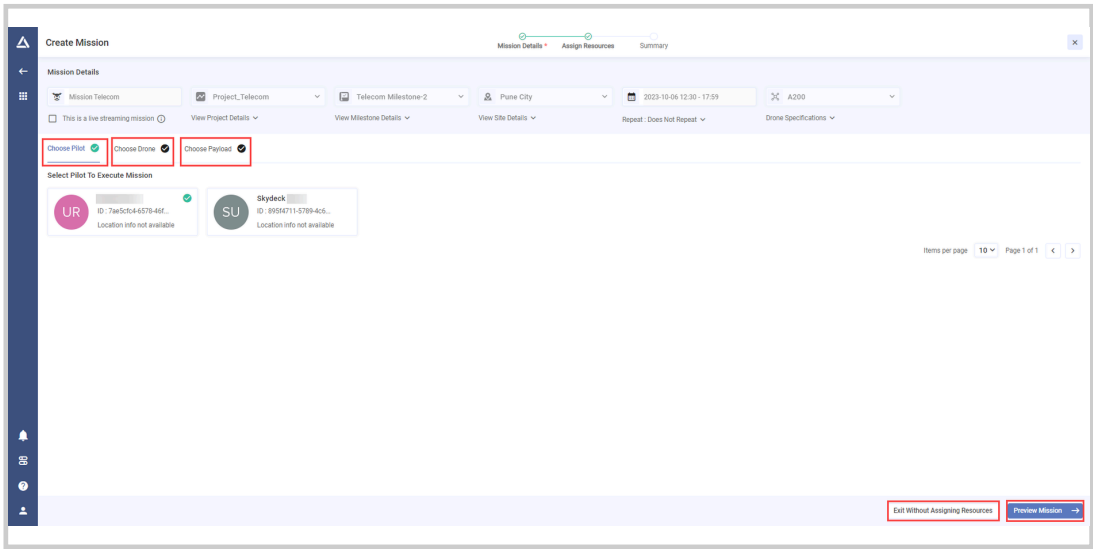 Create Mission
Mission Details * Assign Resources Summary
Mission Details
Mission Telecom Project_Telecom Telecom Milestone-2 Pune City 2023-10-06 12:30 - 17:59 A200
This is a live streaming mission View Project Details View Milestone Details View Site Details Repeat : Does Not Repeat Drone Specifications
Choose Pilot Choose Drone Choose Payload
Select Pilot To Execute Mission
UR
ID : 7ae5cfc4-6578-46f...
Location info not available
SU
Skydeck
ID : 895f4711-5789-4c6...
Location info not available
Items per page 10 Page 1 of 1
Exit Without Assigning Resources Preview Mission